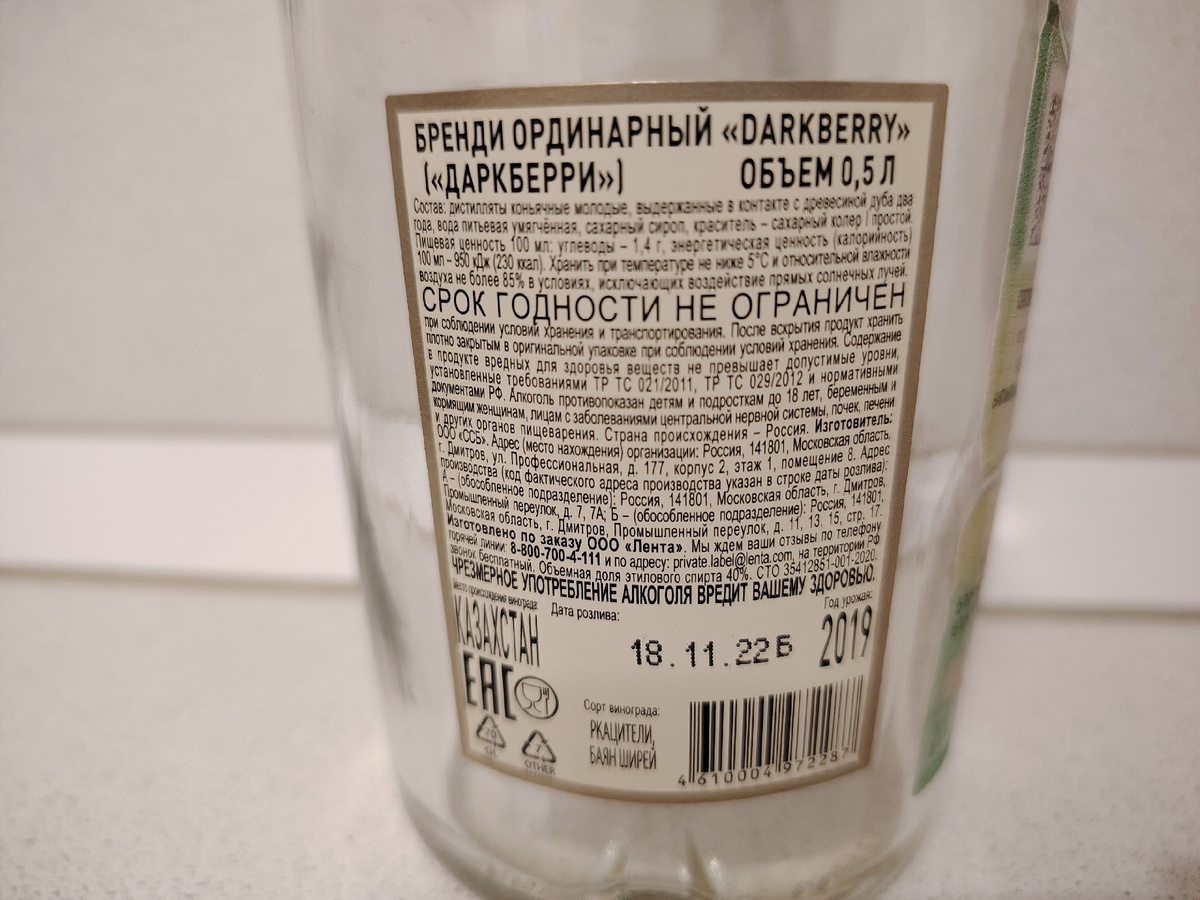 БРЕНДИ ОРДИНАРНЫЙ «DARKBERRY»
(«ДАРКБЕРРИ») ОБЪЕМ 0,5 Л
Состав: дистилляты коньячные молодые, выдержанные в контакте с древесиной дуба два
года, вода питьевая умягчённая, сахарный сироп, краситель – сахарный колер I простой.
Пищевая ценность 100 мл: углеводы – 1,4 г, энергетическая ценность (калорийность)
100 мл – 950 кДж (230 ккал). Хранить при температуре не ниже 5°С и относительной влажности
воздуха не более 85% в условиях, исключающих воздействие прямых солнечных лучей.
СРОК ГОДНОСТИ НЕ ОГРАНИЧЕН
при соблюдении условий хранения и транспортирования. После вскрытия продукт хранить
плотно закрытым в оригинальной упаковке при соблюдении условий хранения. Содержание
в продукте вредных для здоровья веществ не превышает допустимые уровни,
установленные требованиями ТР ТС 021/2011, ТР ТС 029/2012 и нормативными
документами РФ. Алкоголь противопоказан детям и подросткам до 18 лет, беременным и
кормящим женщинам, лицам с заболеваниями центральной нервной системы, почек, печени
и других органов пищеварения. Страна происхождения – Россия. Изготовитель:
ООО «ССБ». Адрес (место нахождения) организации: Россия, 141801, Московская область,
г. Дмитров, ул. Профессиональная, д. 177, корпус 2, этаж 1, помещение 8. Адрес
производства (код фактического адреса производства указан в строке даты розлива):
А – (обособленное подразделение): Россия, 141801, Московская область, г. Дмитров,
Промышленный переулок, д. 7, 7А; Б – (обособленное подразделение): Россия, 141801,
Московская область, г. Дмитров, Промышленный переулок, д. 11, 13, 15, стр. 17.
Изготовлено по заказу ООО «Лента». Мы ждем ваши отзывы по телефону
горячей линии: 8-800-700-4-111 и по адресу: private.label@lenta.com, на территории РФ
звонок бесплатный. Объемная доля этилового спирта 40%. СТО 35412851-001-2020.
ЧРЕЗМЕРНОЕ УПОТРЕБЛЕНИЕ АЛКОГОЛЯ ВРЕДИТ ВАШЕМУ ЗДОРОВЬЮ.
Место происхождения винограда: Дата розлива: Год урожая:
КАЗАХСТАН 18.11.22Б 2019
ЕАС
Сорт винограда:
РКАЦИТЕЛИ,
БАЯН ШИРЕЙ
70
GL
7
OTHER
4610004972287